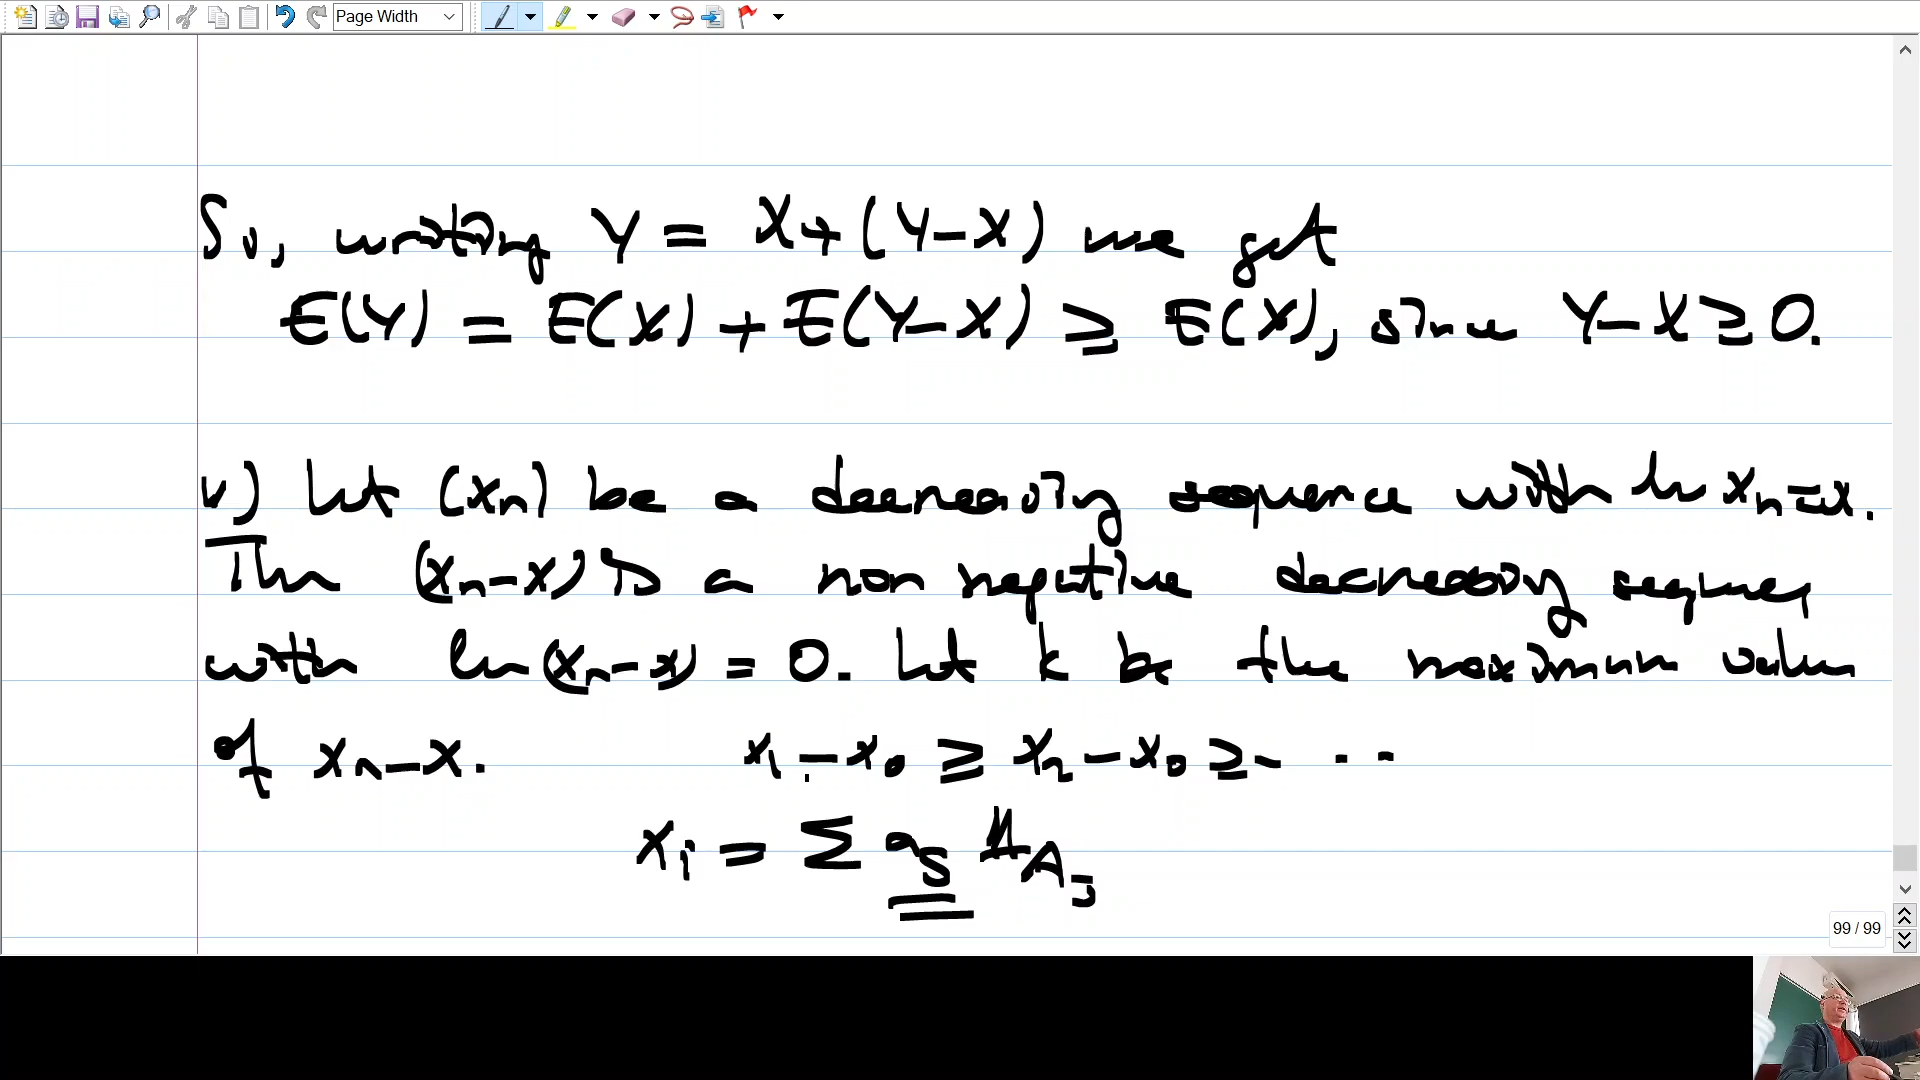 Page Width
So, writing Y = X + (Y-X) we get
E(Y) = E(X) + E(Y-X) ≥ E(X), since Y-X ≥ 0.
v) Let (Xn) be a decreasing sequence with lim Xn = X.
Then (Xn-X) is a non negative decreasing sequence
with lim (Xn-X) = 0. Let k be the maximum value
of Xn-X. X1-X0 ≥ X2-X0 ≥ - - -
Xi = Σ aj 𝟙Aj
99 / 99